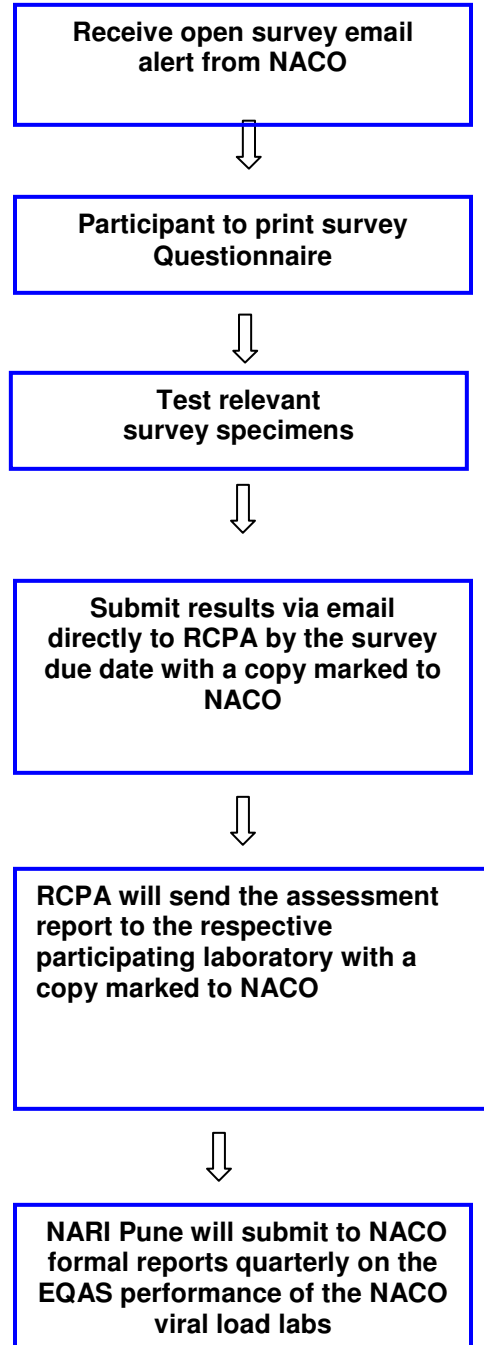 Receive open survey email
alert from NACO
Participant to print survey
Questionnaire
Test relevant
survey specimens
Submit results via email
directly to RCPA by the survey
due date with a copy marked to
NACO
RCPA will send the assessment
report to the respective
participating laboratory with a
copy marked to NACO
NARI Pune will submit to NACO
formal reports quarterly on the
EQAS performance of the NACO
viral load labs